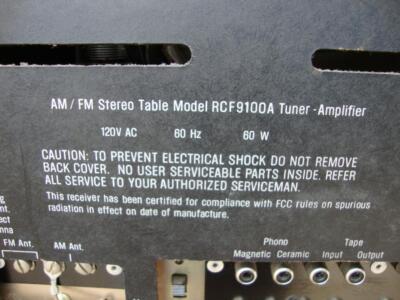 AM / FM Stereo Table Model RCF9100A Tuner - Amplifier
120V AC 60 Hz 60 W
CAUTION: TO PREVENT ELECTRICAL SHOCK DO NOT REMOVE
BACK COVER. NO USER SERVICEABLE PARTS INSIDE. REFER
ALL SERVICE TO YOUR AUTHORIZED SERVICEMAN.
This receiver has been certified for compliance with FCC rules on spurious
radiation in effect on date of manufacture.
FM Ant. AM Ant.
Phono Tape
Magnetic Ceramic Input Output